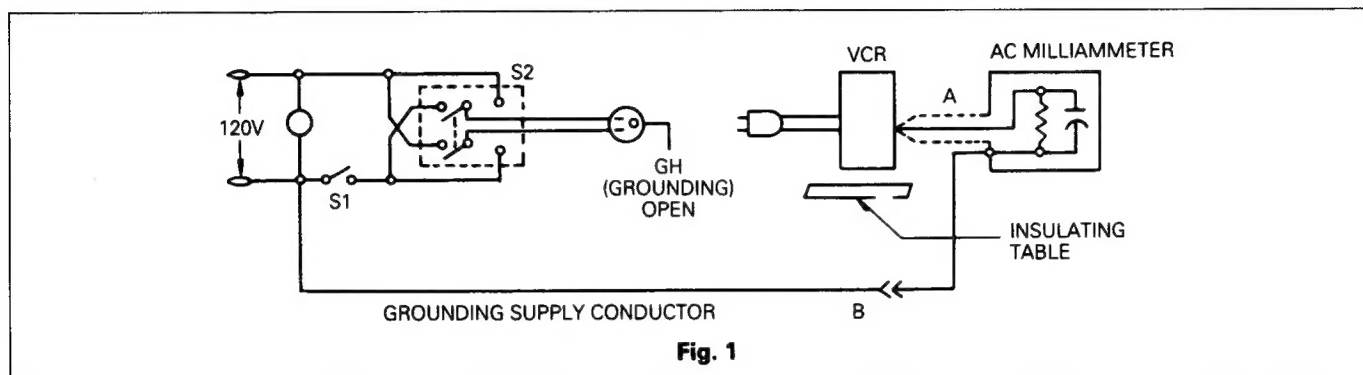 120V
S1
S2
GH
(GROUNDING)
OPEN
VCR
AC MILLIAMMETER
A
INSULATING
TABLE
GROUNDING SUPPLY CONDUCTOR
B
Fig. 1